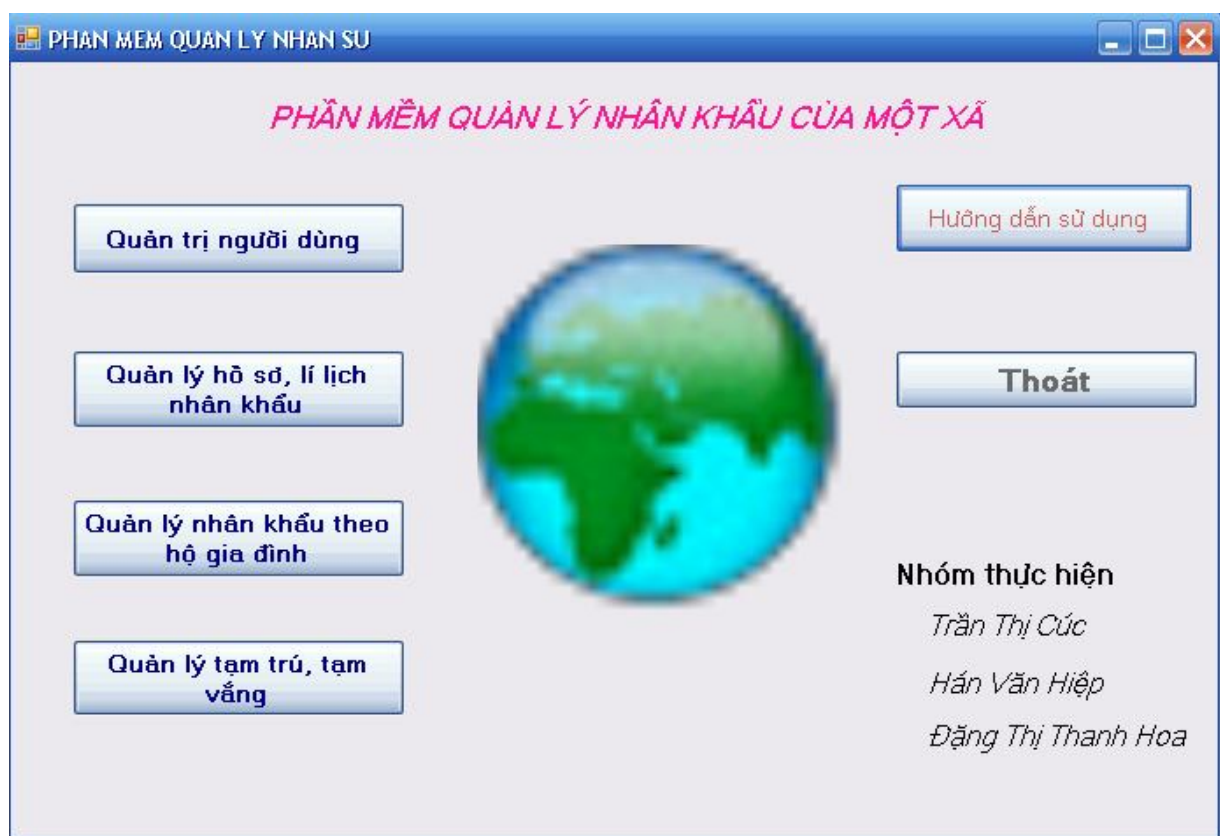 PHAN MEM QUAN LY NHAN SU
PHẦN MỀM QUẢN LÝ NHÂN KHẨU CỦA MỘT XÃ
Quản trị người dùng
Quản lý hồ sơ, lí lịch
nhân khẩu
Quản lý nhân khẩu theo
hộ gia đình
Quản lý tạm trú, tạm
vắng
Hướng dẫn sử dụng
Thoát
Nhóm thực hiện
Trần Thị Cúc
Hán Văn Hiệp
Đặng Thị Thanh Hoa